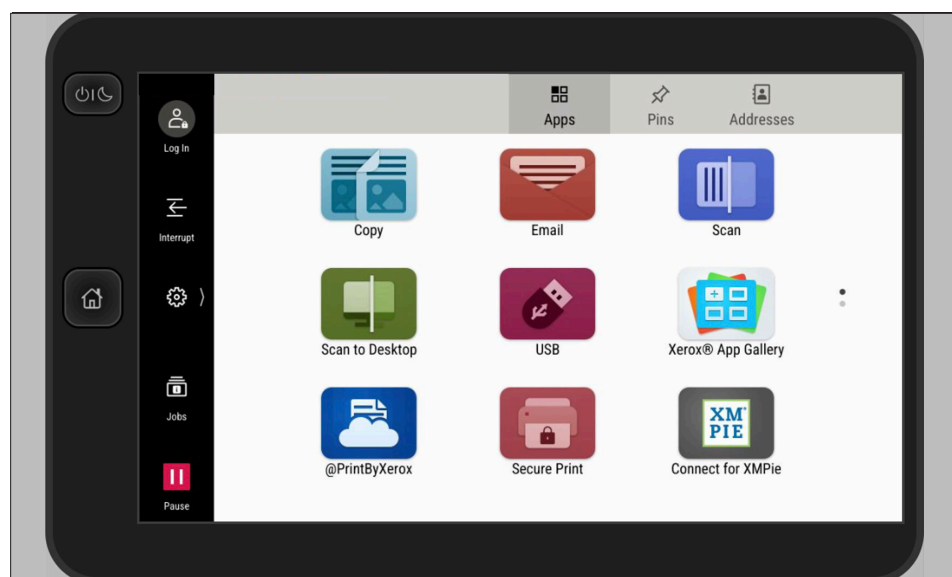 Apps
Pins
Addresses
Log In
Interrupt
Jobs
Pause
Copy
Email
Scan
Scan to Desktop
USB
Xerox® App Gallery
@PrintByXerox
Secure Print
XM
PIE
Connect for XMPie